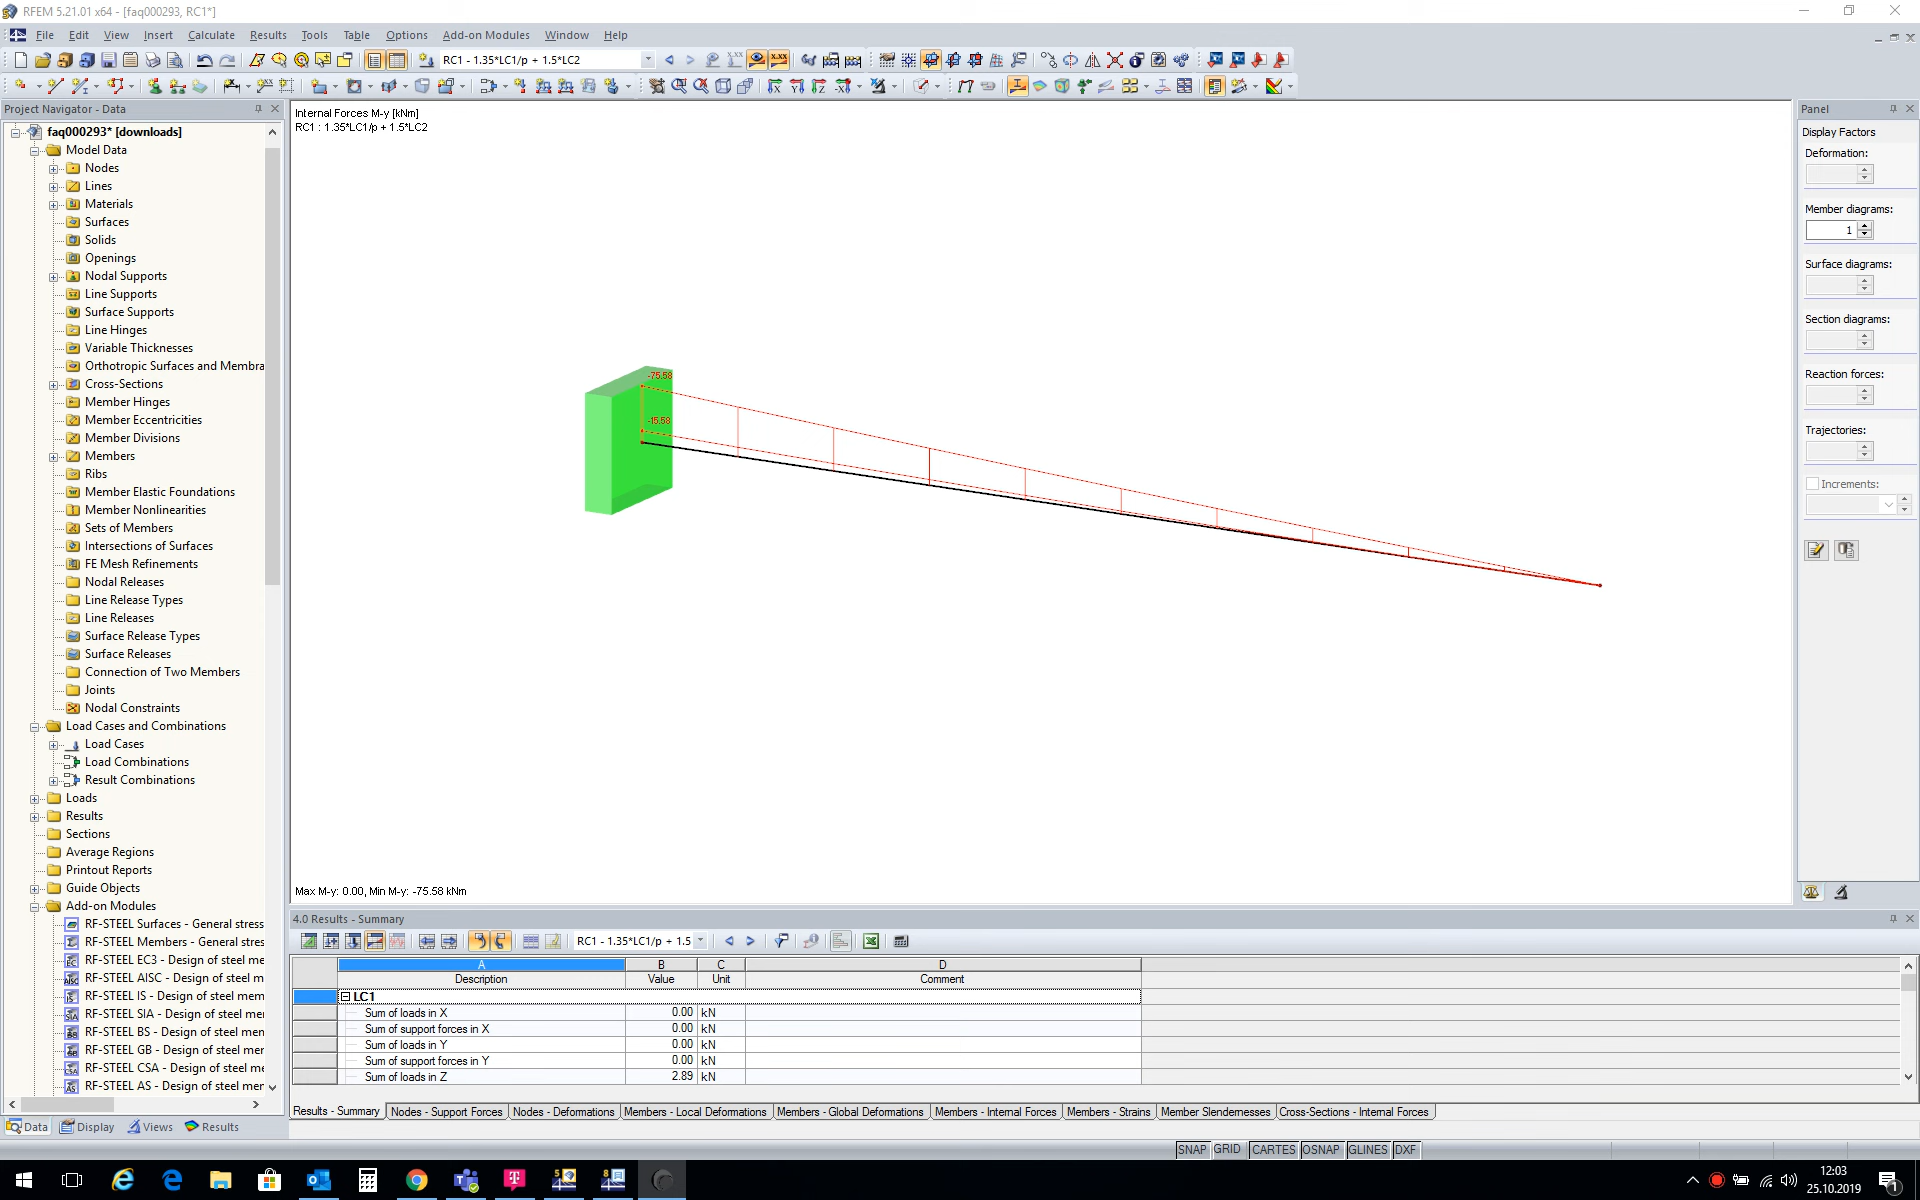 RFEM 5.21.01 x64 - [faq000293, RC1*]
File Edit View Insert Calculate Results Tools Table Options Add-on Modules Window Help
RC1 - 1.35*LC1/p + 1.5*LC2
Project Navigator - Data
faq000293* [downloads]
Model Data
Nodes
Lines
Materials
Surfaces
Solids
Openings
Nodal Supports
Line Supports
Surface Supports
Line Hinges
Variable Thicknesses
Orthotropic Surfaces and Membra
Cross-Sections
Member Hinges
Member Eccentricities
Member Divisions
Members
Ribs
Member Elastic Foundations
Member Nonlinearities
Sets of Members
Intersections of Surfaces
FE Mesh Refinements
Nodal Releases
Line Release Types
Line Releases
Surface Release Types
Surface Releases
Connection of Two Members
Joints
Nodal Constraints
Load Cases and Combinations
Load Cases
Load Combinations
Result Combinations
Loads
Results
Sections
Average Regions
Printout Reports
Guide Objects
Add-on Modules
RF-STEEL Surfaces - General stress
RF-STEEL Members - General stres
RF-STEEL EC3 - Design of steel me
RF-STEEL AISC - Design of steel m
RF-STEEL IS - Design of steel mem
RF-STEEL SIA - Design of steel mer
RF-STEEL BS - Design of steel mer
RF-STEEL GB - Design of steel mer
RF-STEEL CSA - Design of steel me
RF-STEEL AS - Design of steel mer
Data Display Views Results
Internal Forces M-y [kNm]
RC1 : 1.35*LC1/p + 1.5*LC2
-75.58
-15.58
Max M-y: 0.00, Min M-y: -75.58 kNm
Panel
Display Factors
Deformation:
Member diagrams:
1
Surface diagrams:
Section diagrams:
Reaction forces:
Trajectories:
Increments:
4.0 Results - Summary
RC1 - 1.35*LC1/p + 1.5
A B C D
Description Value Unit Comment
LC1
Sum of loads in X 0.00 kN
Sum of support forces in X 0.00 kN
Sum of loads in Y 0.00 kN
Sum of support forces in Y 0.00 kN
Sum of loads in Z 2.89 kN
Results - Summary Nodes - Support Forces Nodes - Deformations Members - Local Deformations Members - Global Deformations Members - Internal Forces Members - Strains Member Slendernesses Cross-Sections - Internal Forces
SNAP GRID CARTES OSNAP GLINES DXF
12:03
25.10.2019